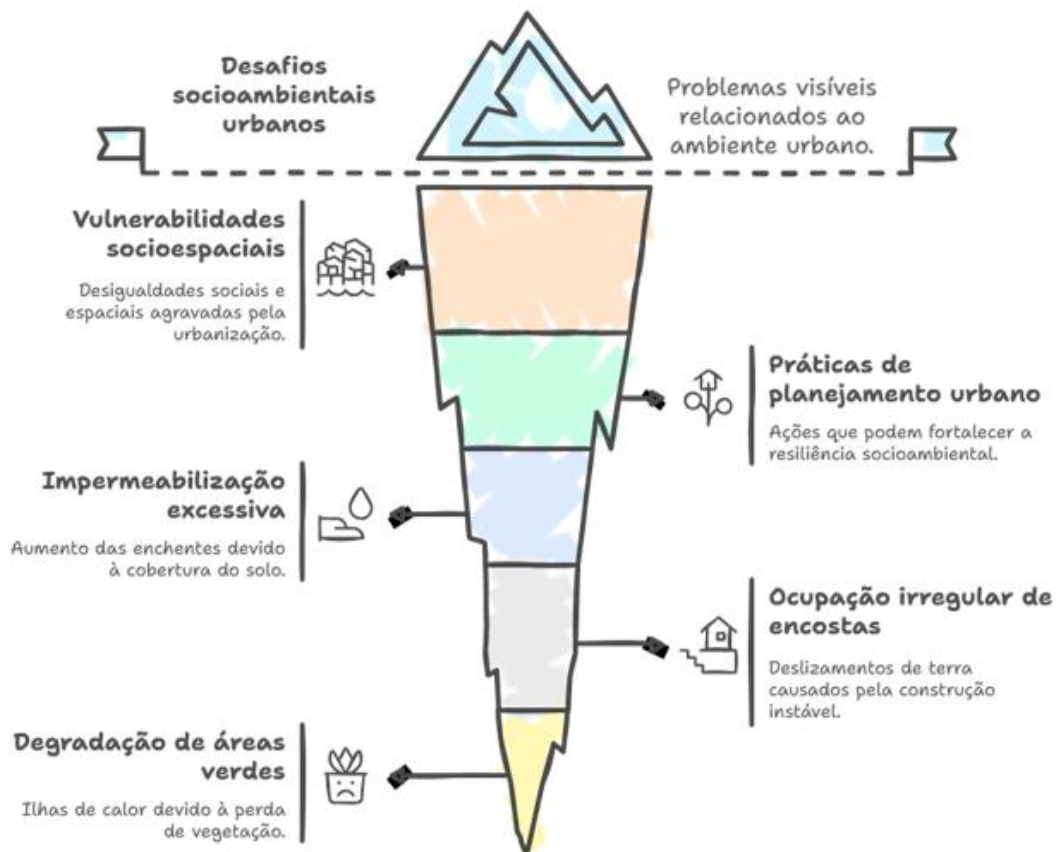 Desafios
socioambientais
urbanos
Problemas visíveis
relacionados ao
ambiente urbano.
Vulnerabilidades
socioespaciais
Desigualdades sociais e
espaciais agravadas pela
urbanização.
Práticas de
planejamento urbano
Ações que podem fortalecer a
resiliência socioambiental.
Impermeabilização
excessiva
Aumento das enchentes devido
à cobertura do solo.
Ocupação irregular de
encostas
Deslizamentos de terra
causados pela construção
instável.
Degradação de áreas
verdes
Ilhas de calor devido à perda
de vegetação.